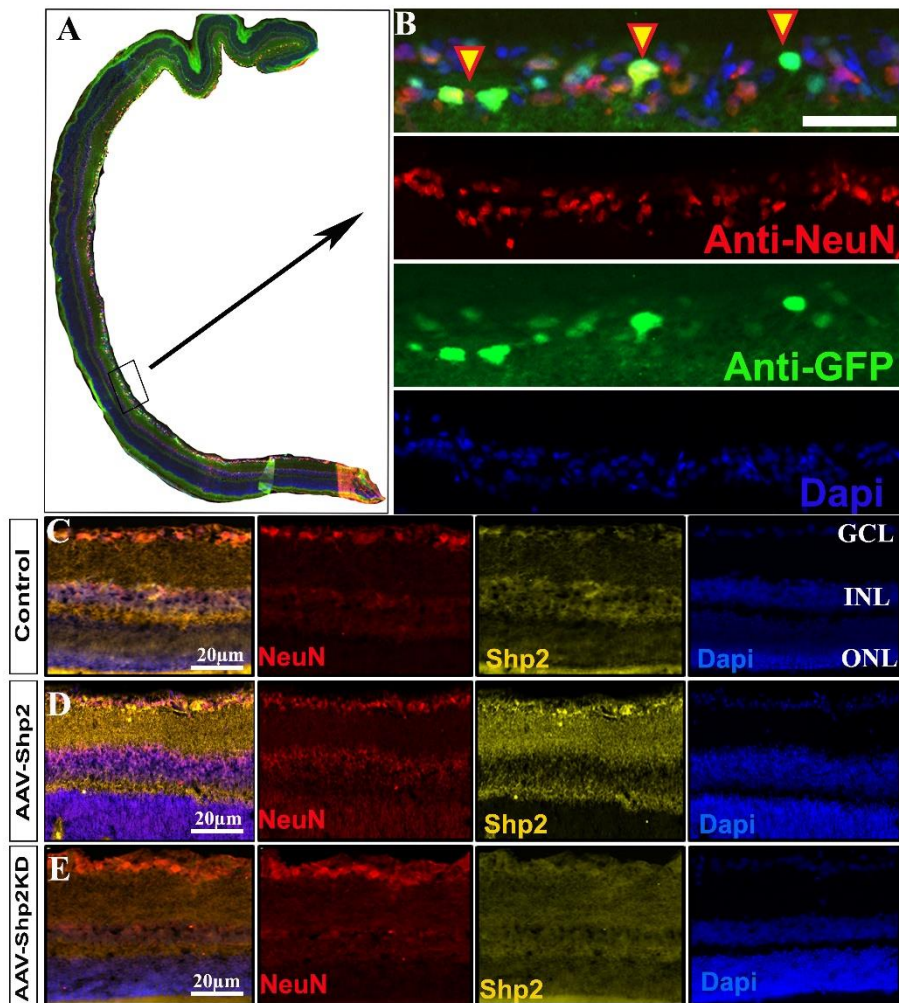 A
B
Anti-NeuN
Anti-GFP
Dapi
Control
C
20µm
NeuN
Shp2
Dapi
GCL
INL
ONL
AAV-Shp2
D
20µm
NeuN
Shp2
Dapi
AAV-Shp2KD
E
20µm
NeuN
Shp2
Dapi